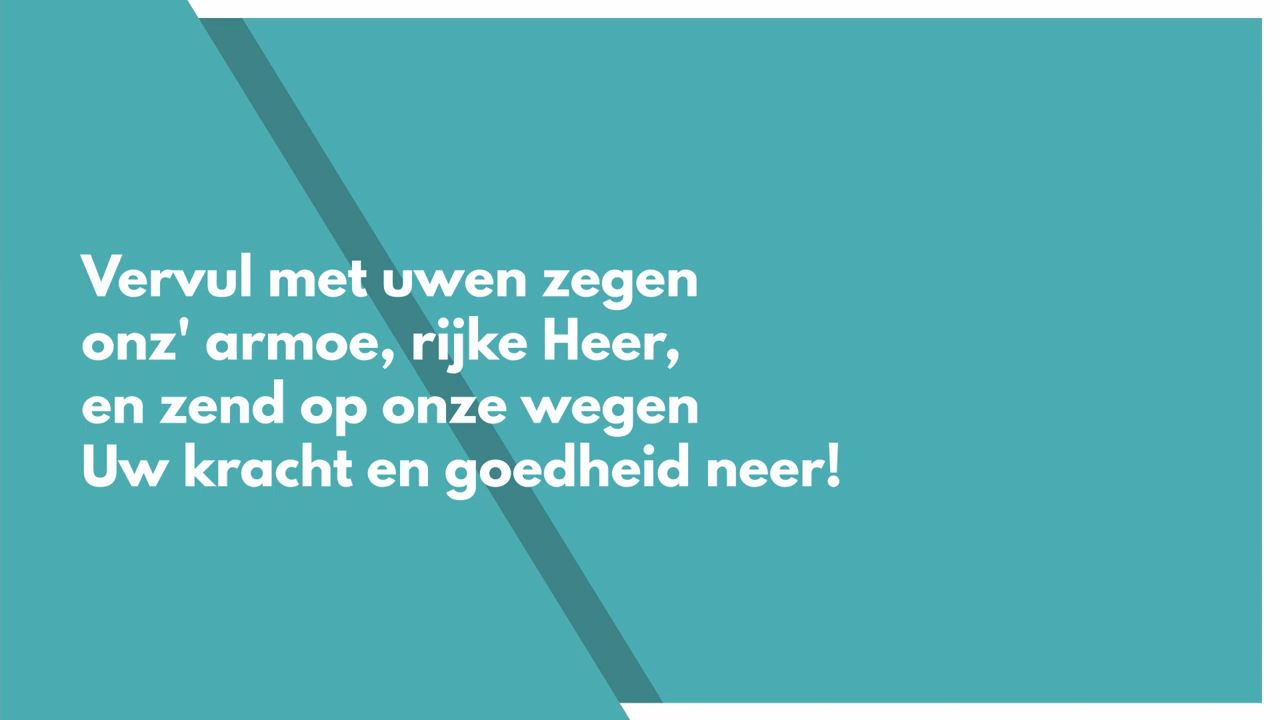 Vervul met uwen zegen
onz' armoe, rijke Heer,
en zend op onze wegen
Uw kracht en goedheid neer!